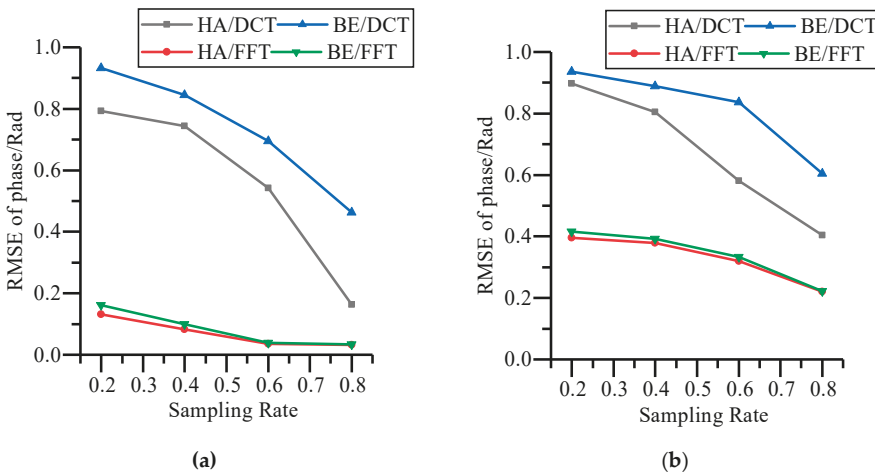 HA/DCT BE/DCT
HA/FFT BE/FFT
1.0
0.8
0.6
0.4
0.2
0.0
RMSE of phase/Rad
0.2 0.3 0.4 0.5 0.6 0.7 0.8
Sampling Rate
(a)
HA/DCT BE/DCT
HA/FFT BE/FFT
1.0
0.8
0.6
0.4
0.2
0.0
RMSE of phase/Rad
0.2 0.3 0.4 0.5 0.6 0.7 0.8
Sampling Rate
(b)